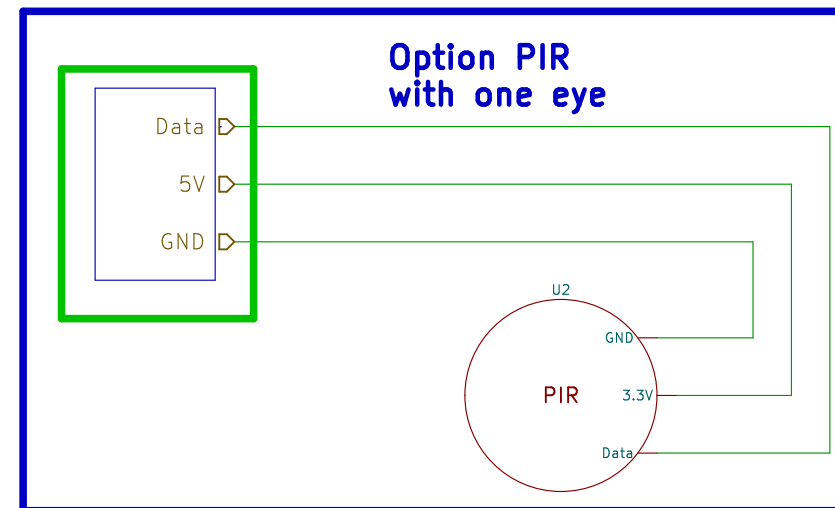 Option PIR
with one eye
Data
5V
GND
U2
GND
PIR
3.3V
Data